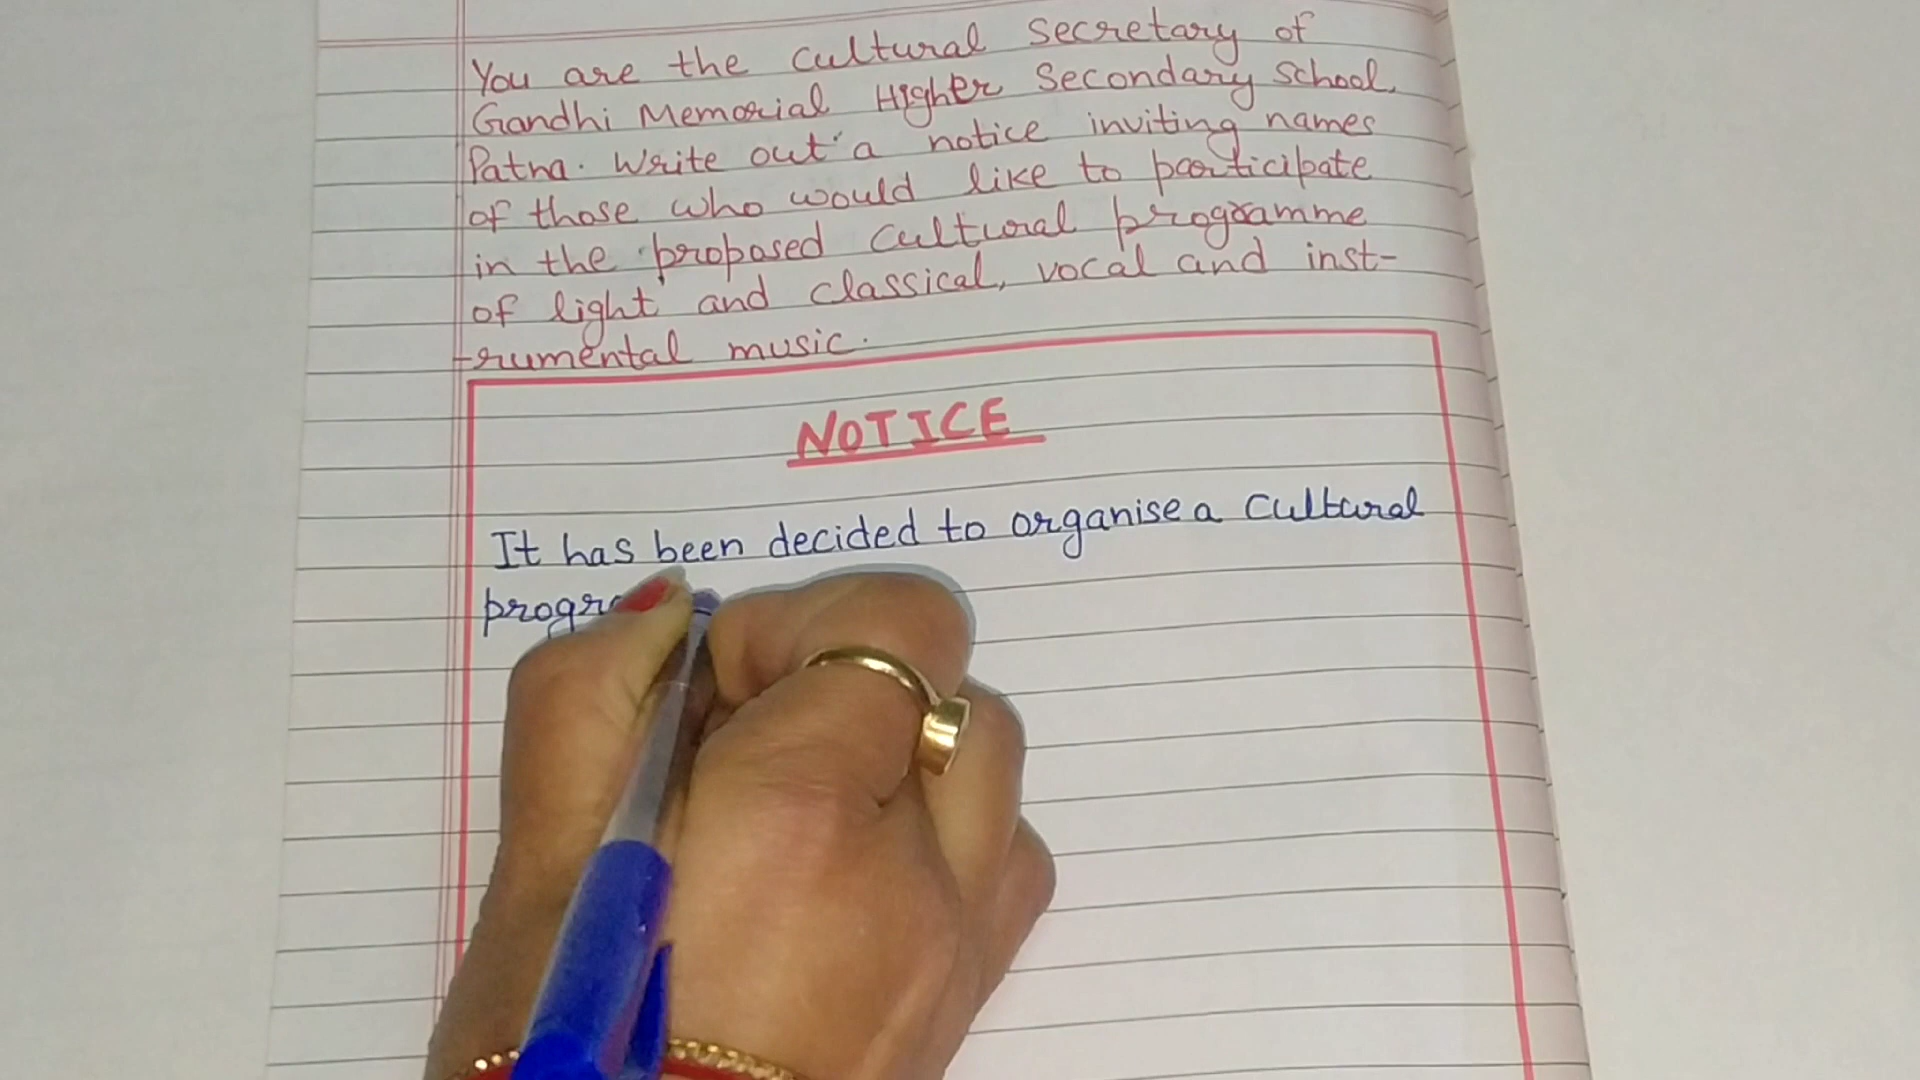 You are the cultural secretary of
Gandhi Memorial Higher Secondary School,
Patna. Write out a notice inviting names
of those who would like to participate
in the proposed cultural programme
of light and classical, vocal and inst-
-rumental music.
NOTICE
It has been decided to organise a cultural